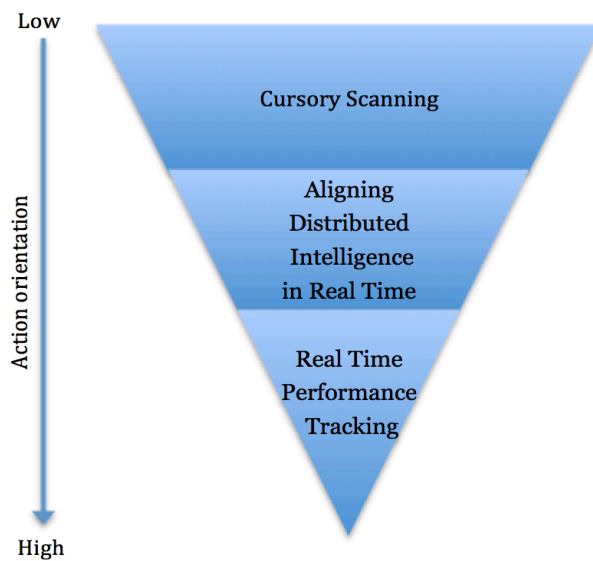 Low
Cursory Scanning
Aligning
Distributed
Intelligence
in Real Time
Action orientation
Real Time
Performance
Tracking
High